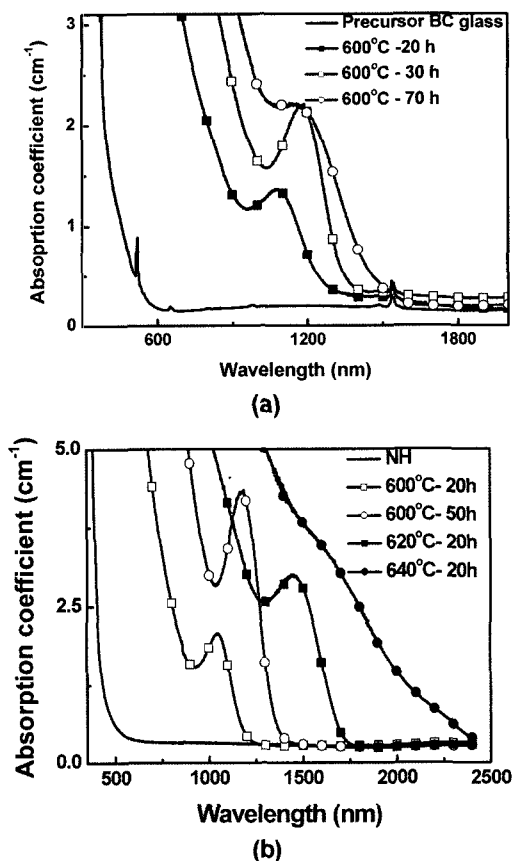 3
2
1
0
Absoprtion coefficient (cm-1)
Precursor BC glass
600°C -20 h
600°C - 30 h
600°C - 70 h
600
1200
1800
Wavelength (nm)
(a)
5.0
2.5
0.0
Absorption coefficient (cm-1)
NH
600°C- 20h
600°C- 50h
620°C- 20h
640°C- 20h
500
1000
1500
2000
2500
Wavelength (nm)
(b)